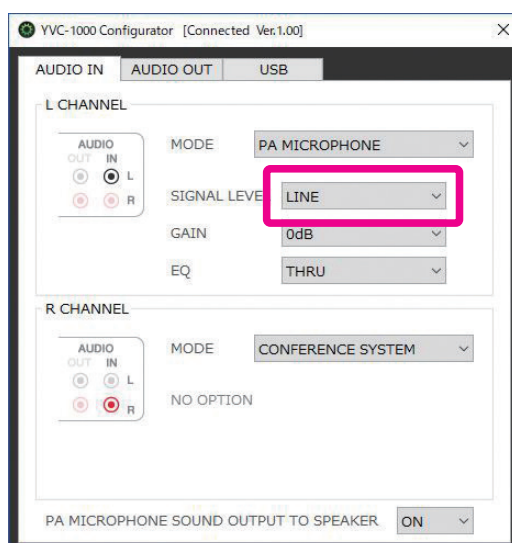 YVC-1000 Configurator [Connected Ver.1.00]
AUDIO IN AUDIO OUT USB
L CHANNEL
AUDIO
OUT IN
L
R
MODE PA MICROPHONE
SIGNAL LEVE LINE
GAIN 0dB
EQ THRU
R CHANNEL
AUDIO
OUT IN
L
R
MODE CONFERENCE SYSTEM
NO OPTION
PA MICROPHONE SOUND OUTPUT TO SPEAKER ON